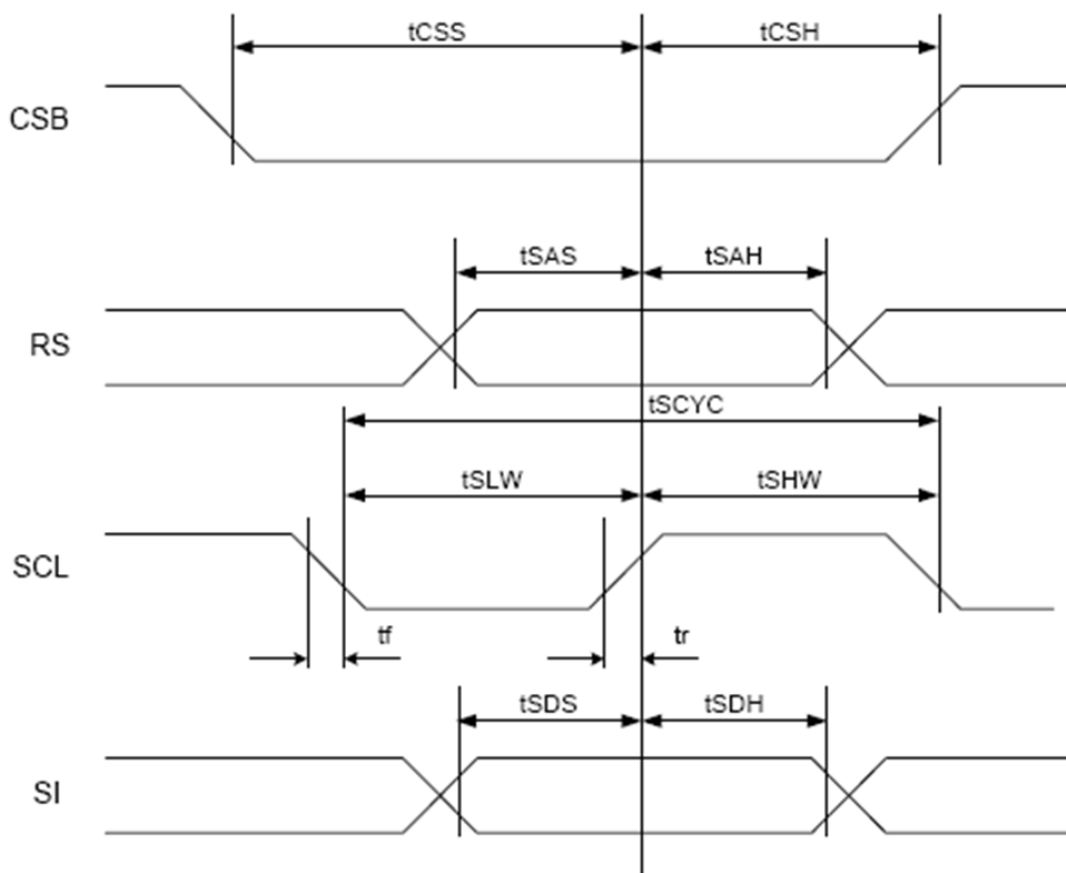 tCSS tCSH
CSB
tSAS tSAH
RS
tSCYC
tSLW tSHW
SCL
tf tr
tSDS tSDH
SI